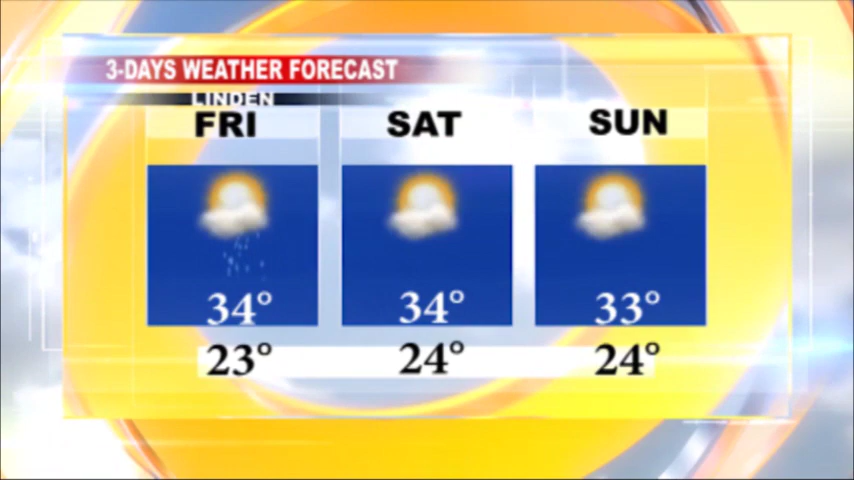 3-DAYS WEATHER FORECAST
LINDEN
FRI SAT SUN
34° 34° 33°
23° 24° 24°